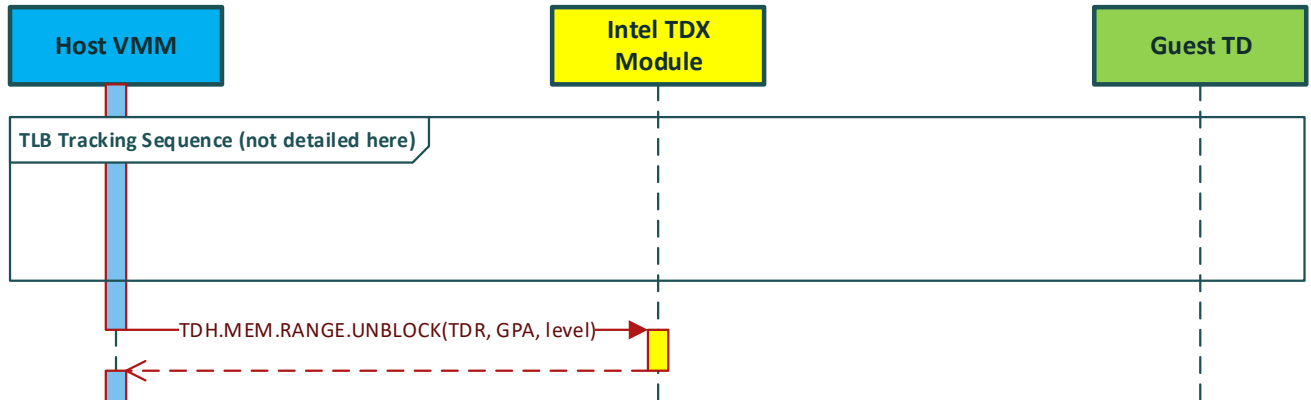 Host VMM
Intel TDX
Module
Guest TD
TLB Tracking Sequence (not detailed here)
TDH.MEM.RANGE.UNBLOCK(TDR, GPA, level)